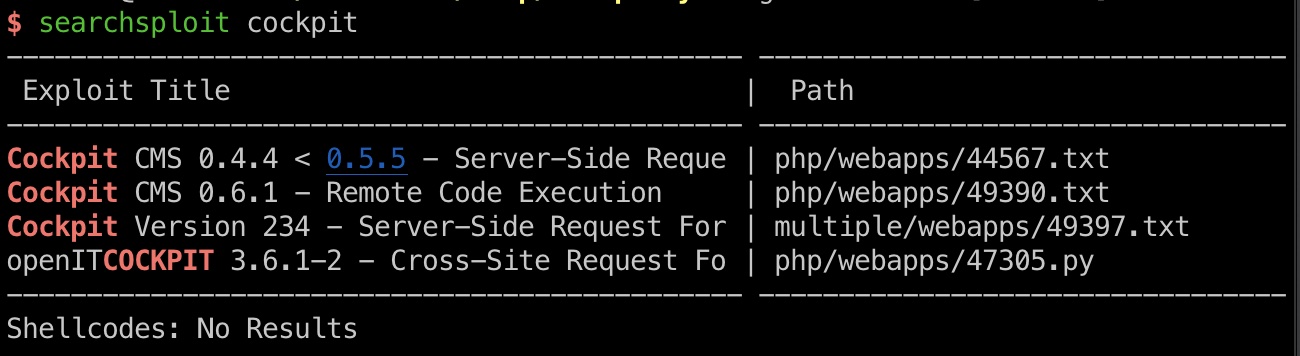 $ searchsploit cockpit
---------------------------------------------- ---------------------------------
 Exploit Title                                |  Path
---------------------------------------------- ---------------------------------
Cockpit CMS 0.4.4 < 0.5.5 - Server-Side Reque | php/webapps/44567.txt
Cockpit CMS 0.6.1 - Remote Code Execution     | php/webapps/49390.txt
Cockpit Version 234 - Server-Side Request For | multiple/webapps/49397.txt
openITCOCKPIT 3.6.1-2 - Cross-Site Request Fo | php/webapps/47305.py
---------------------------------------------- ---------------------------------
Shellcodes: No Results